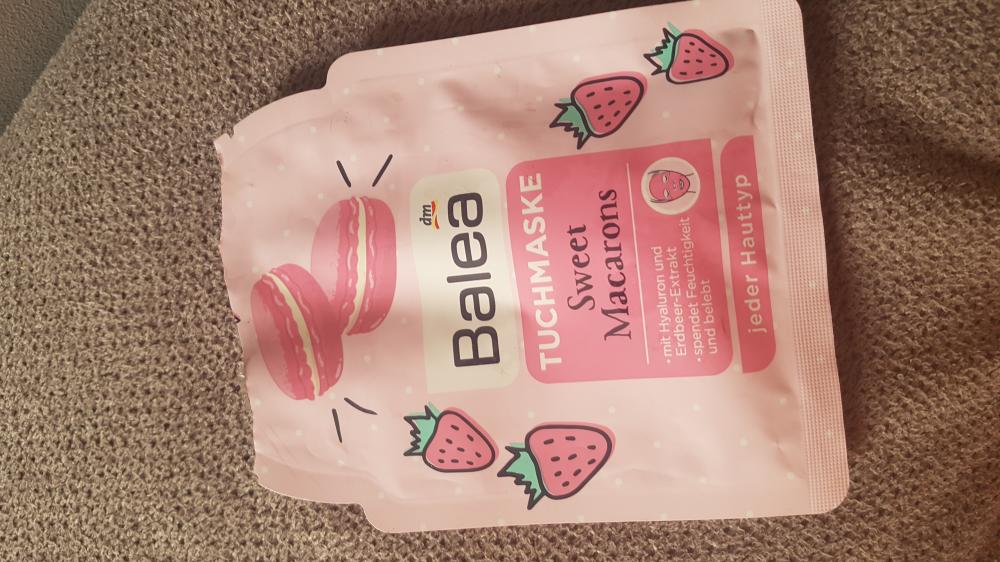 dm
Balea
TUCHMASKE
Sweet
Macarons
• mit Hyaluron und
Erdbeer-Extrakt
• spendet Feuchtigkeit
und belebt
jeder Hauttyp